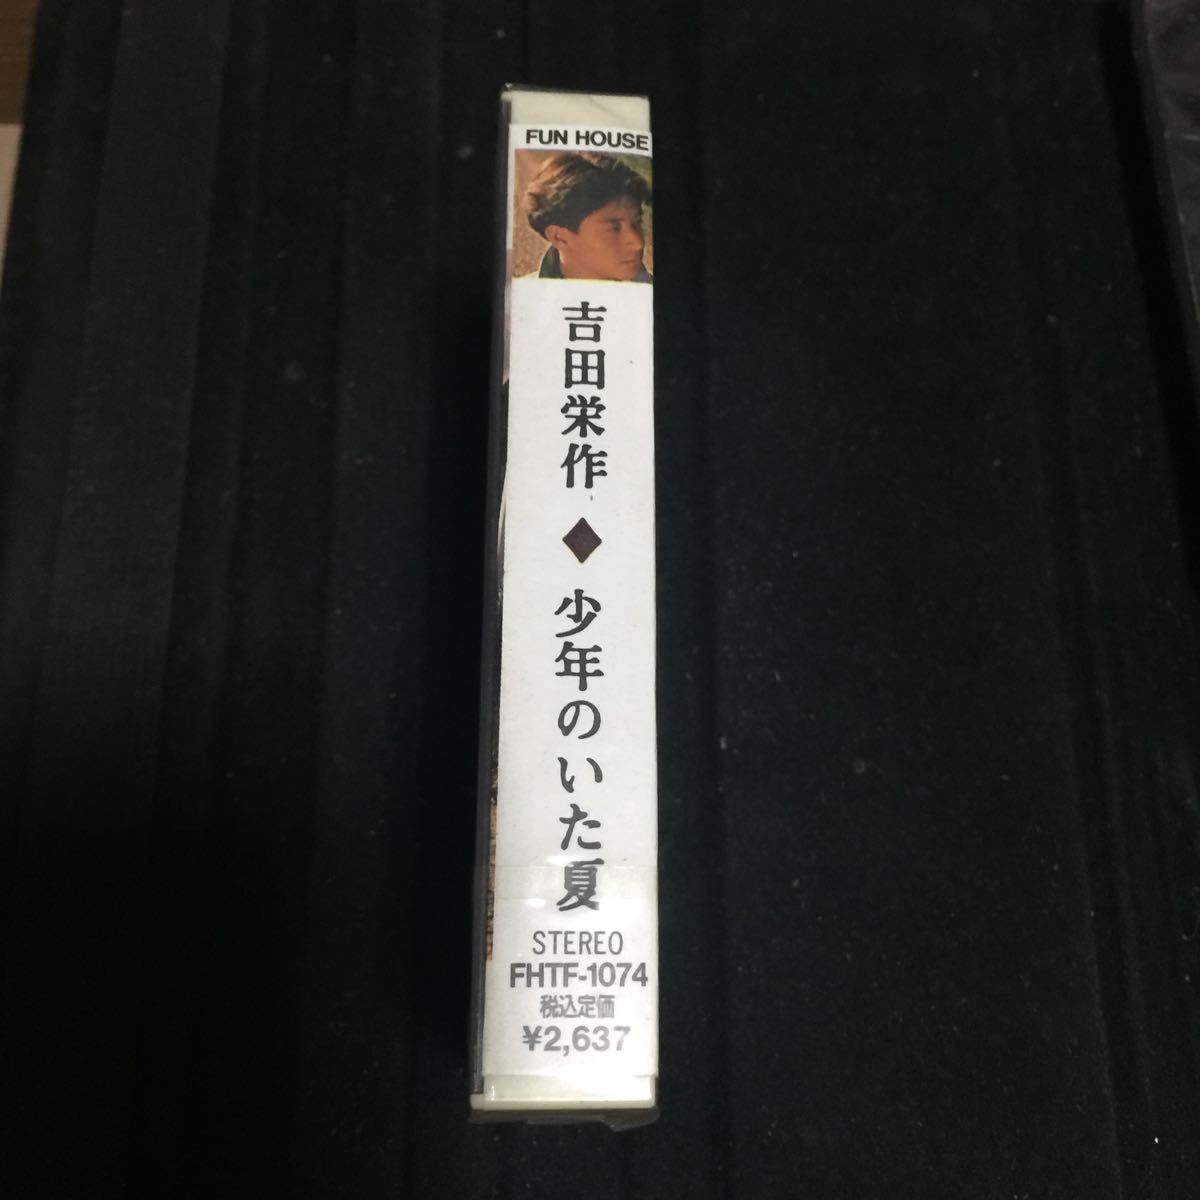 FUN HOUSE
吉田栄作◆少年のいた夏
STEREO
FHTF-1074
税込定価
¥2,637